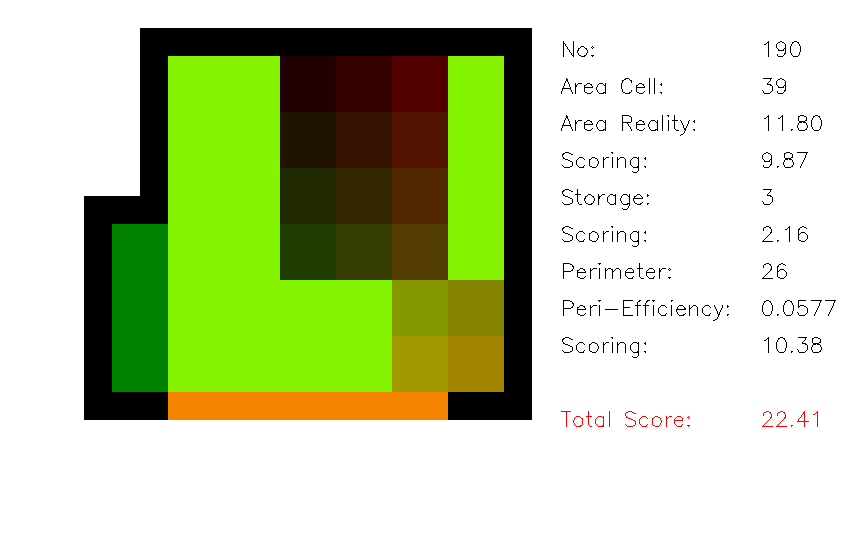 No: 190
Area Cell: 39
Area Reality: 11.80
Scoring: 9.87
Storage: 3
Scoring: 2.16
Perimeter: 26
Peri-Efficiency: 0.0577
Scoring: 10.38
Total Score: 22.41